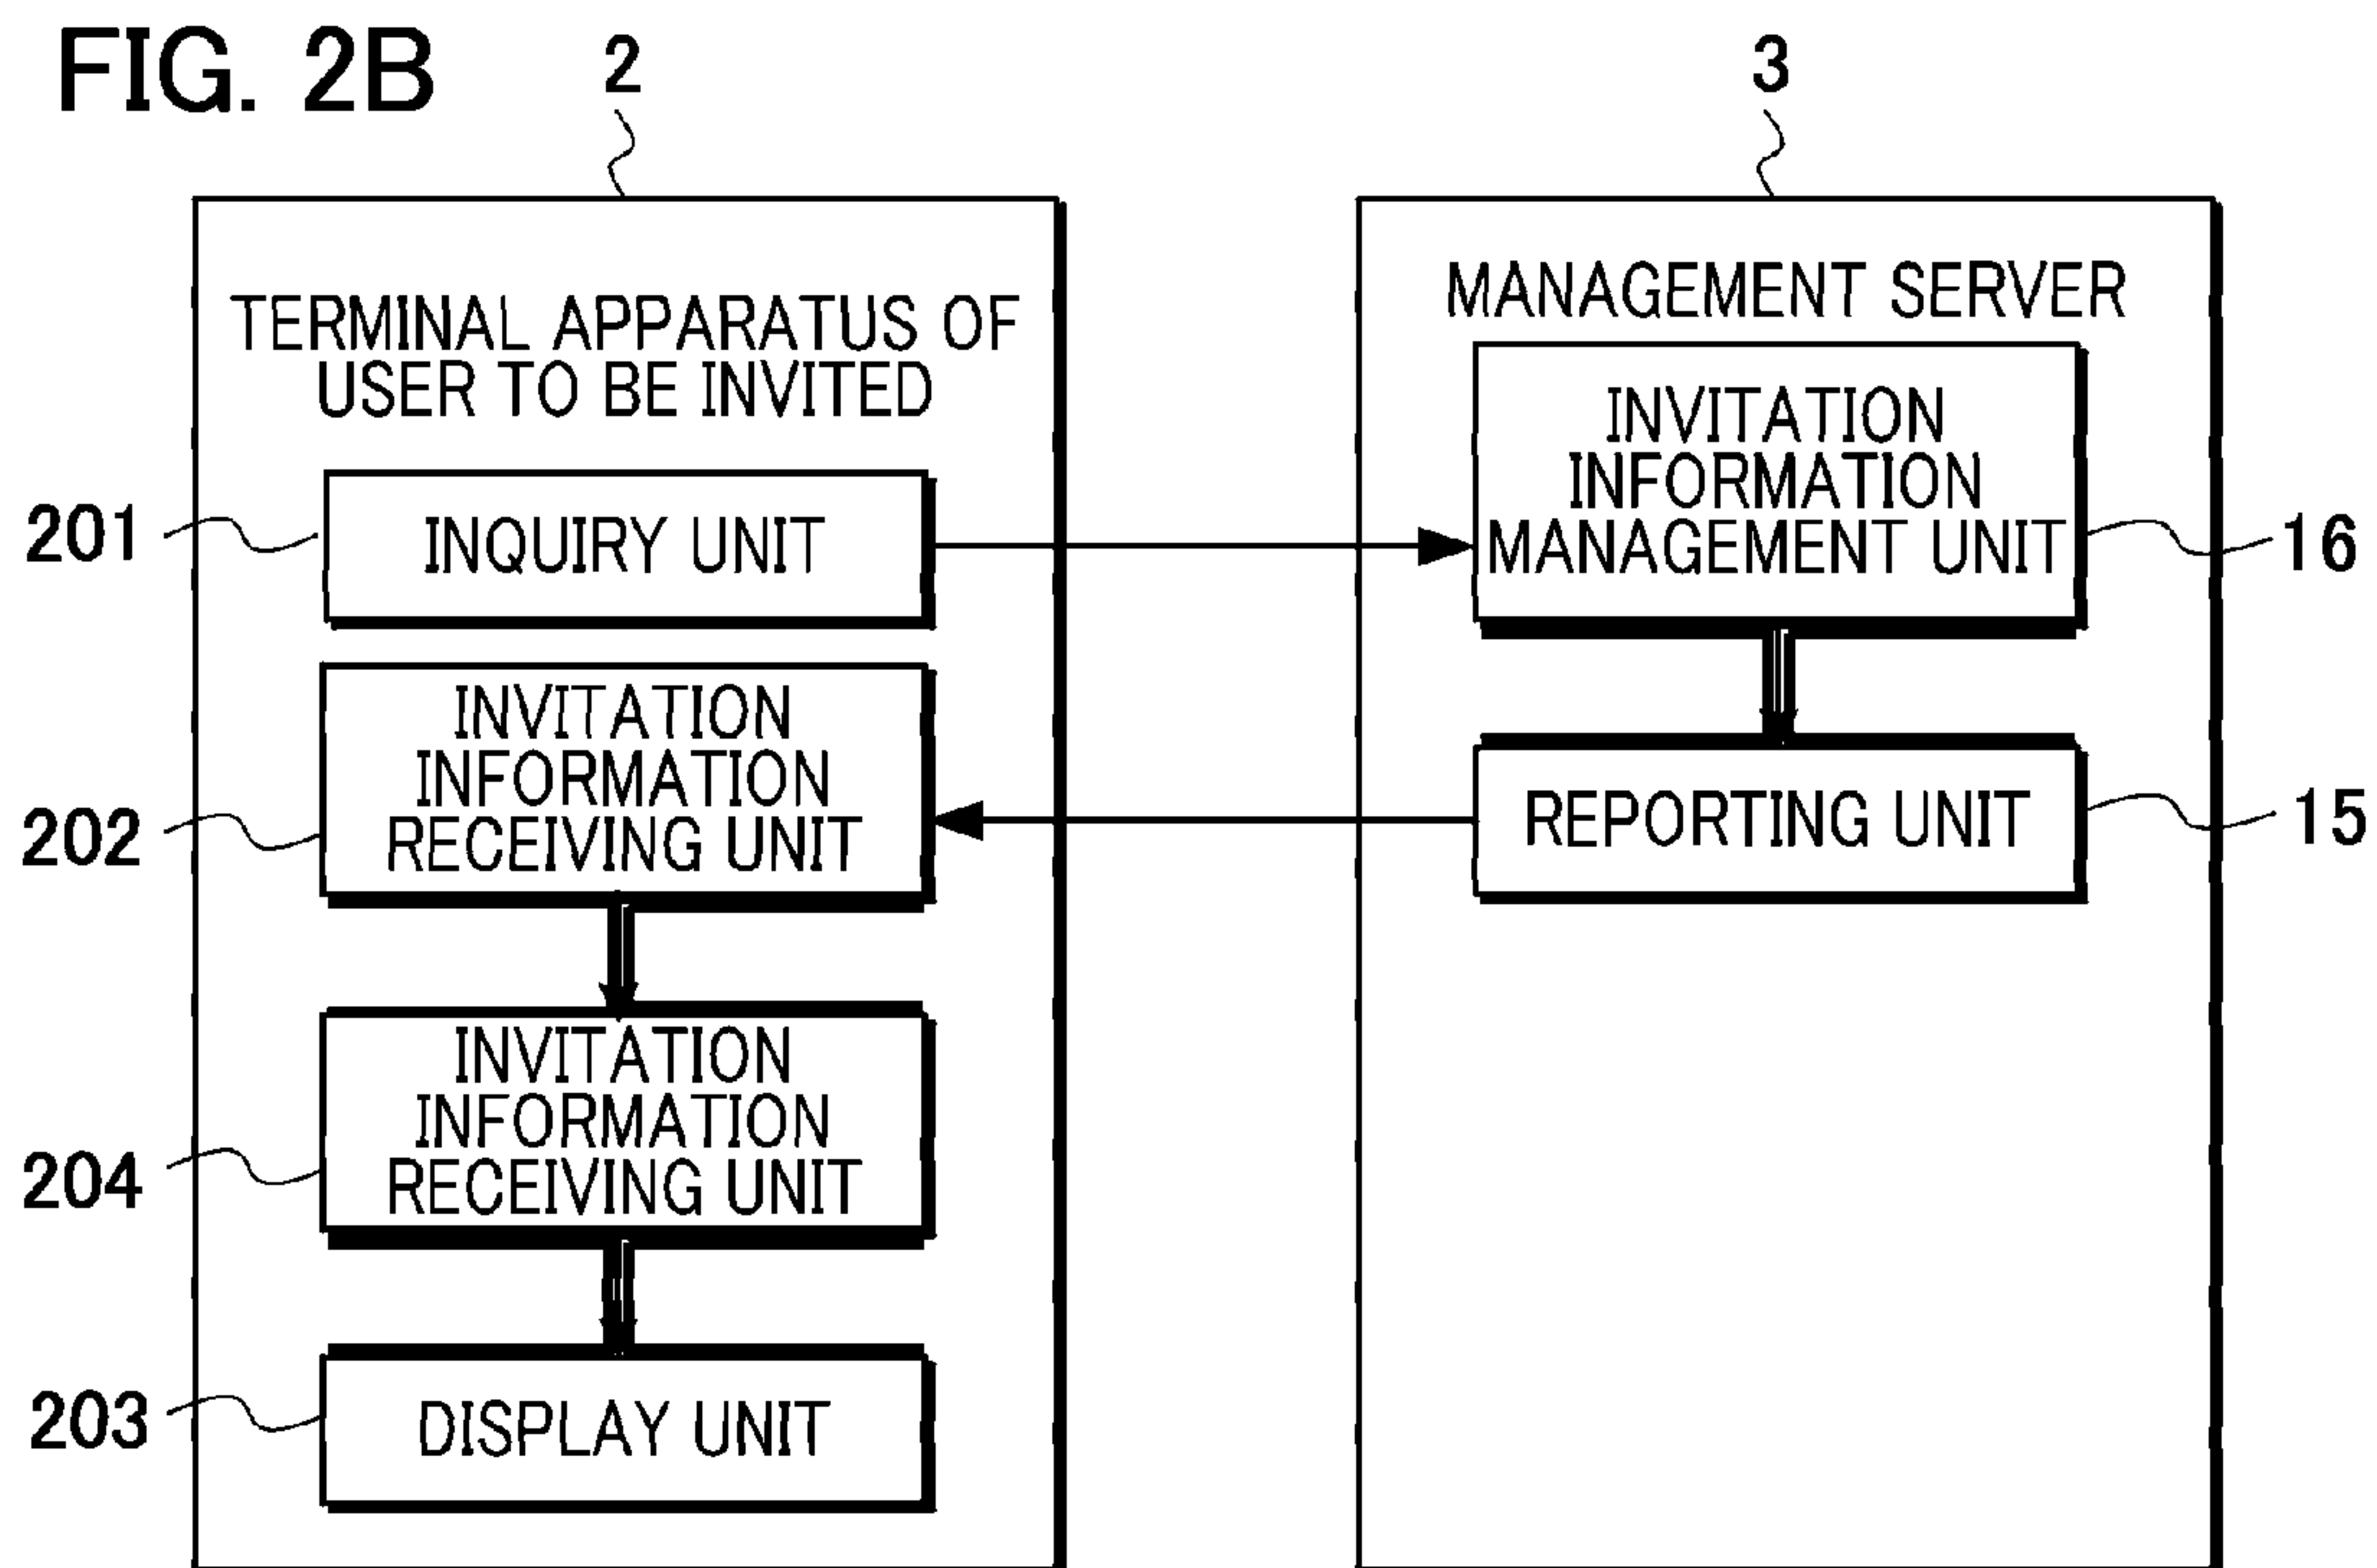 FIG. 2B
2
3
TERMINAL APPARATUS OF
USER TO BE INVITED
201
INQUIRY UNIT
202
INVITATION
INFORMATION
RECEIVING UNIT
204
INVITATION
INFORMATION
RECEIVING UNIT
203
DISPLAY UNIT
MANAGEMENT SERVER
INVITATION
INFORMATION
MANAGEMENT UNIT
16
REPORTING UNIT
15